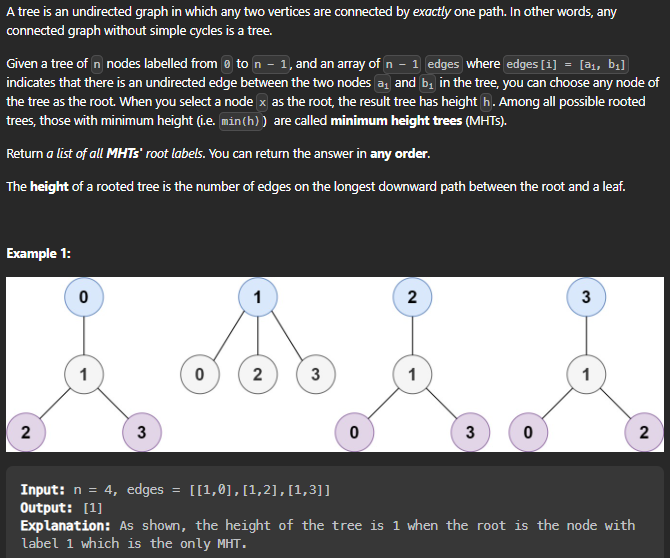 A tree is an undirected graph in which any two vertices are connected by exactly one path. In other words, any
connected graph without simple cycles is a tree.
Given a tree of n nodes labelled from 0 to n - 1, and an array of n - 1 edges where edges[i] = [aᵢ, bᵢ]
indicates that there is an undirected edge between the two nodes aᵢ and bᵢ in the tree, you can choose any node of
the tree as the root. When you select a node x as the root, the result tree has height h. Among all possible rooted
trees, those with minimum height (i.e. min(h)) are called minimum height trees (MHTs).
Return a list of all MHTs' root labels. You can return the answer in any order.
The height of a rooted tree is the number of edges on the longest downward path between the root and a leaf.
Example 1:
0 1 2 3
1 0 2 3 1 1
2 3 0 3 0 2
Input: n = 4, edges = [[1,0],[1,2],[1,3]]
Output: [1]
Explanation: As shown, the height of the tree is 1 when the root is the node with
label 1 which is the only MHT.